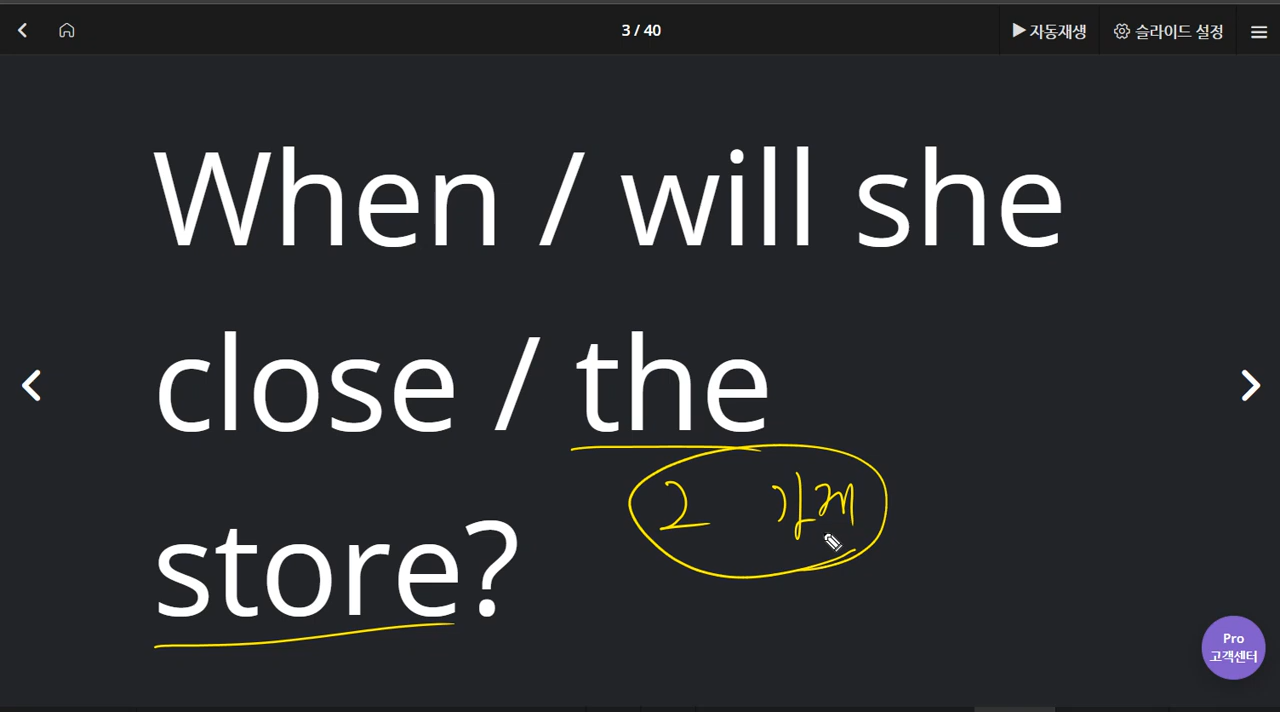 3 / 40
▶자동재생
슬라이드 설정
When / will she
close / the
2 가게
store?
Pro
고객센터